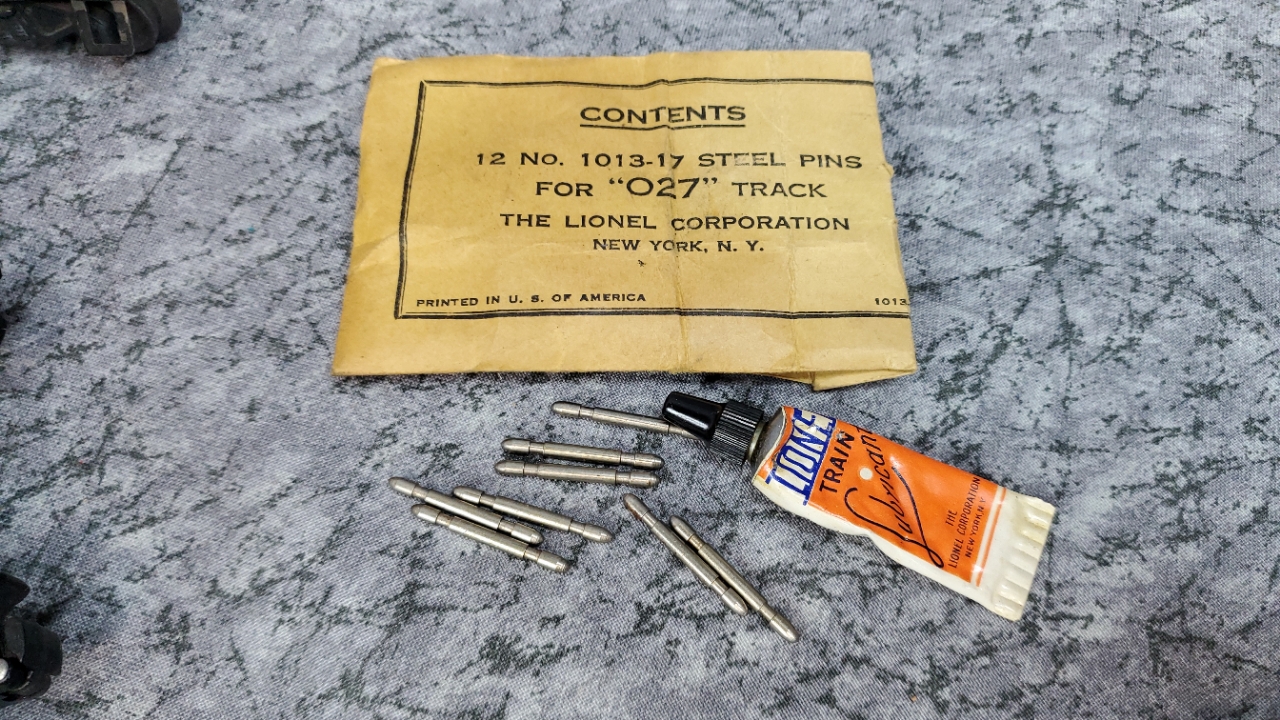 CONTENTS
12 No. 1013-17 STEEL PINS
FOR "O27" TRACK
THE LIONEL CORPORATION
NEW YORK, N. Y.
PRINTED IN U. S. OF AMERICA 1013
LIONEL
TRAIN
Lubricant
THE
LIONEL CORPORATION
NEW YORK, N.Y.